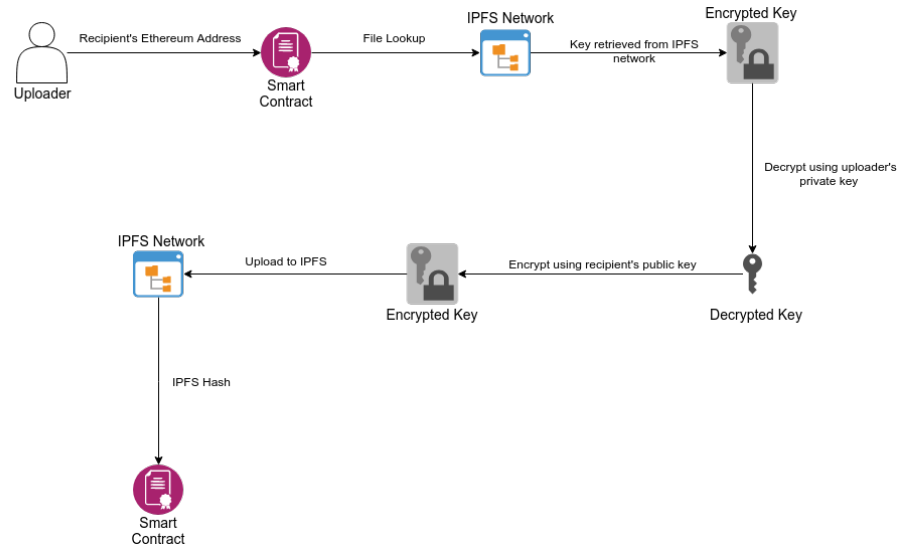 IPFS Network
Encrypted Key
Recipient's Ethereum Address
File Lookup
Key retrieved from IPFS
network
Uploader
Smart
Contract
Decrypt using uploader's
private key
IPFS Network
Upload to IPFS
Encrypt using recipient's public key
Encrypted Key
Decrypted Key
IPFS Hash
Smart
Contract